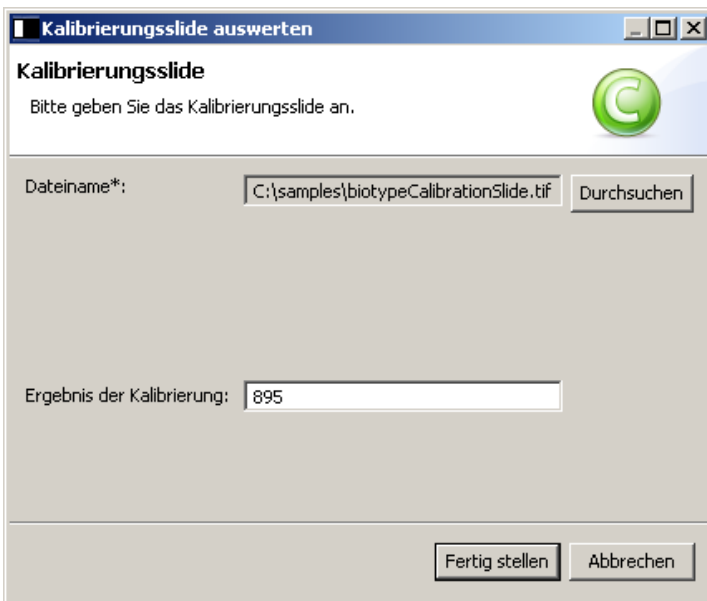 Kalibrierungsslide auswerten
Kalibrierungsslide
Bitte geben Sie das Kalibrierungsslide an.
C
Dateiname*: C:\samples\biotypeCalibrationSlide.tif Durchsuchen
Ergebnis der Kalibrierung: 895
Fertig stellen Abbrechen